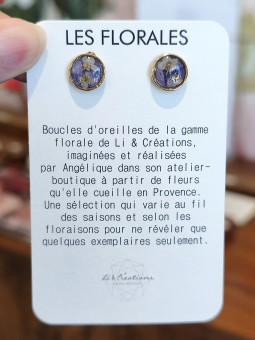 LES FLORALES
Boucles d'oreilles de la gamme
florale de Li & Créations,
imaginées et réalisées
par Angélique dans son atelier-
boutique à partir de fleurs
qu'elle cueille en Provence.
Une sélection qui varie au fil
des saisons et selon les
floraisons pour ne révéler que
quelques exemplaires seulement.
Li & Créations